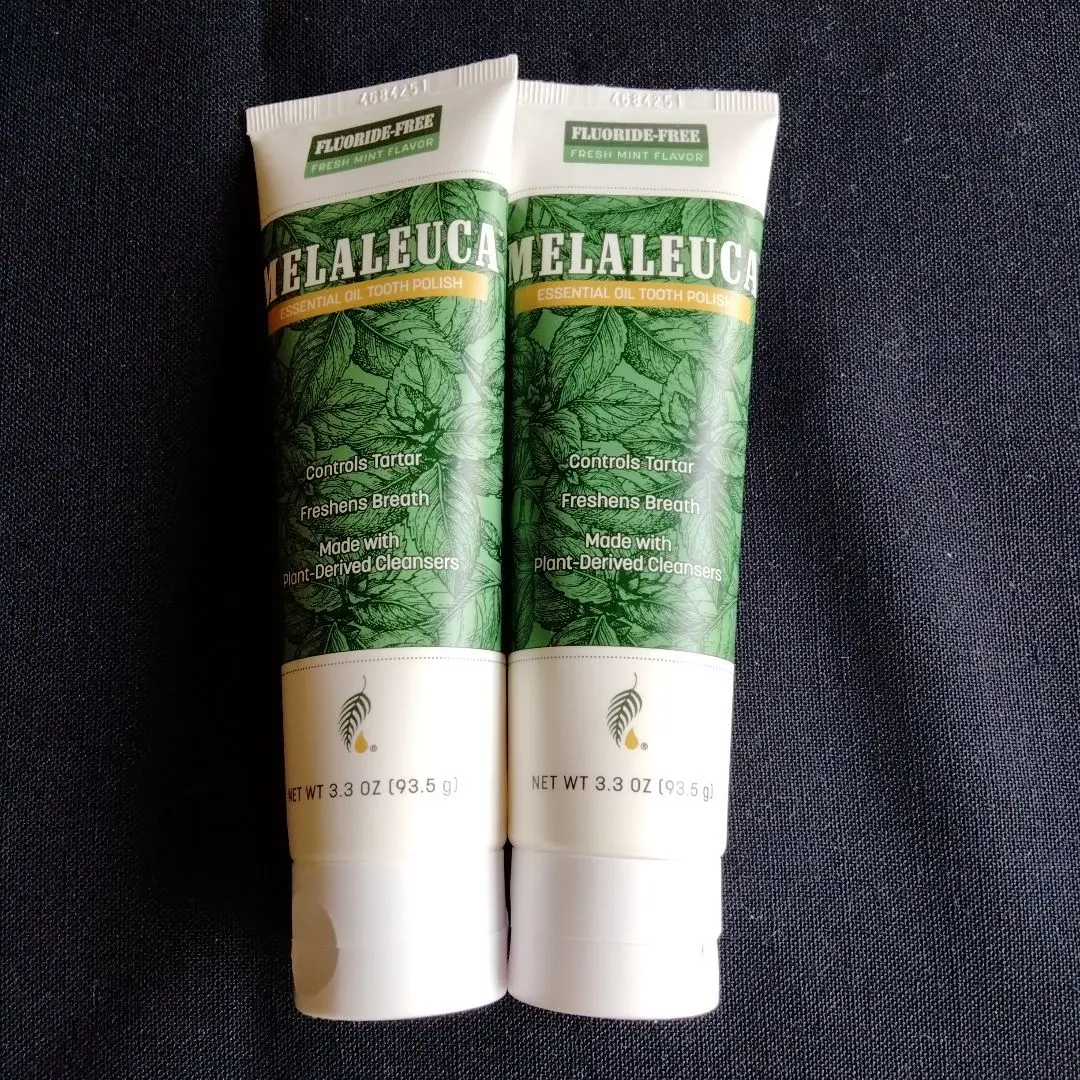 4684251
FLUORIDE-FREE
FRESH MINT FLAVOR
MELALEUCA
ESSENTIAL OIL TOOTH POLISH
Controls Tartar
Freshens Breath
Made with
Plant-Derived Cleansers
®
NET WT 3.3 OZ (93.5 g)
4684251
FLUORIDE-FREE
FRESH MINT FLAVOR
MELALEUCA
ESSENTIAL OIL TOOTH POLISH
Controls Tartar
Freshens Breath
Made with
Plant-Derived Cleansers
®
NET WT 3.3 OZ (93.5 g)